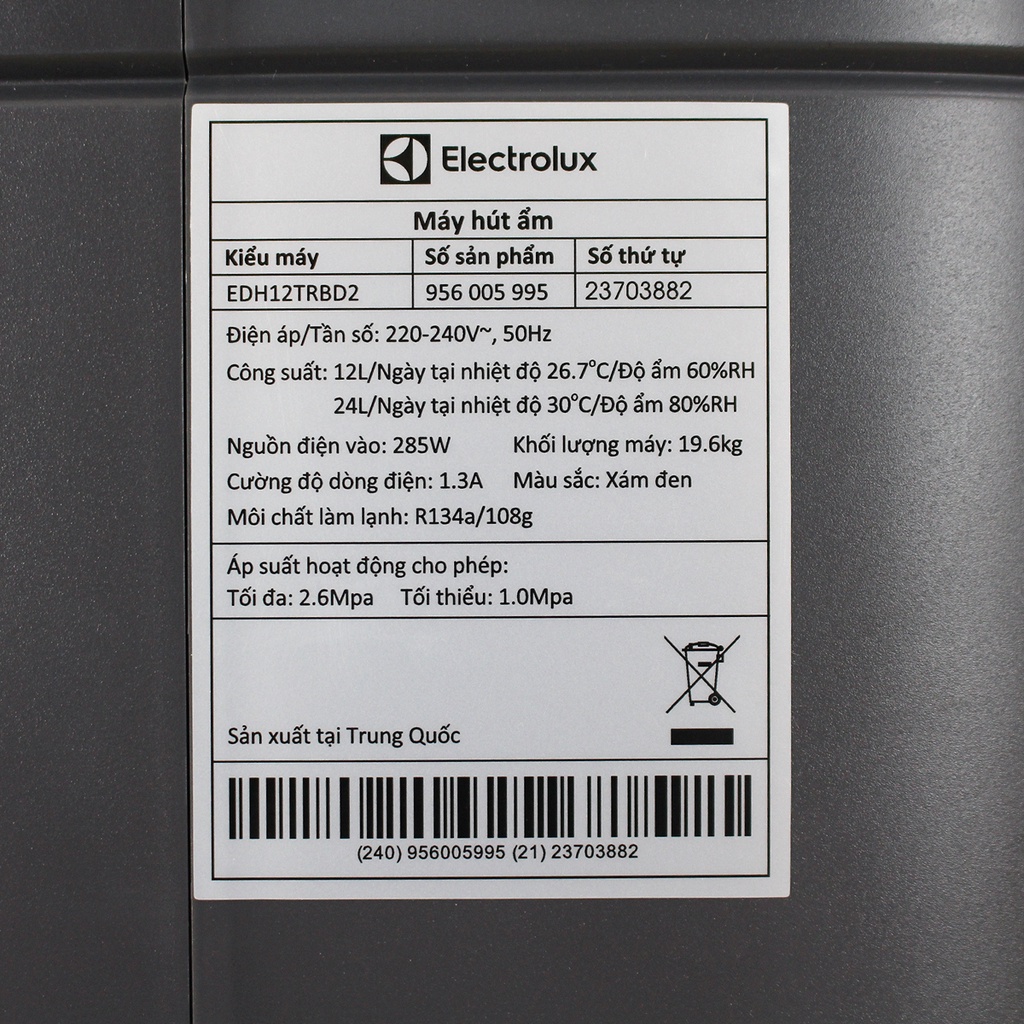 Electrolux
Máy hút ẩm
Kiểu máy Số sản phẩm Số thứ tự
EDH12TRBD2 956 005 995 23703882
Điện áp/Tần số: 220-240V~, 50Hz
Công suất: 12L/Ngày tại nhiệt độ 26.7°C/Độ ẩm 60%RH
24L/Ngày tại nhiệt độ 30°C/Độ ẩm 80%RH
Nguồn điện vào: 285W Khối lượng máy: 19.6kg
Cường độ dòng điện: 1.3A Màu sắc: Xám đen
Môi chất làm lạnh: R134a/108g
Áp suất hoạt động cho phép:
Tối đa: 2.6Mpa Tối thiểu: 1.0Mpa
Sản xuất tại Trung Quốc
(240) 956005995 (21) 23703882